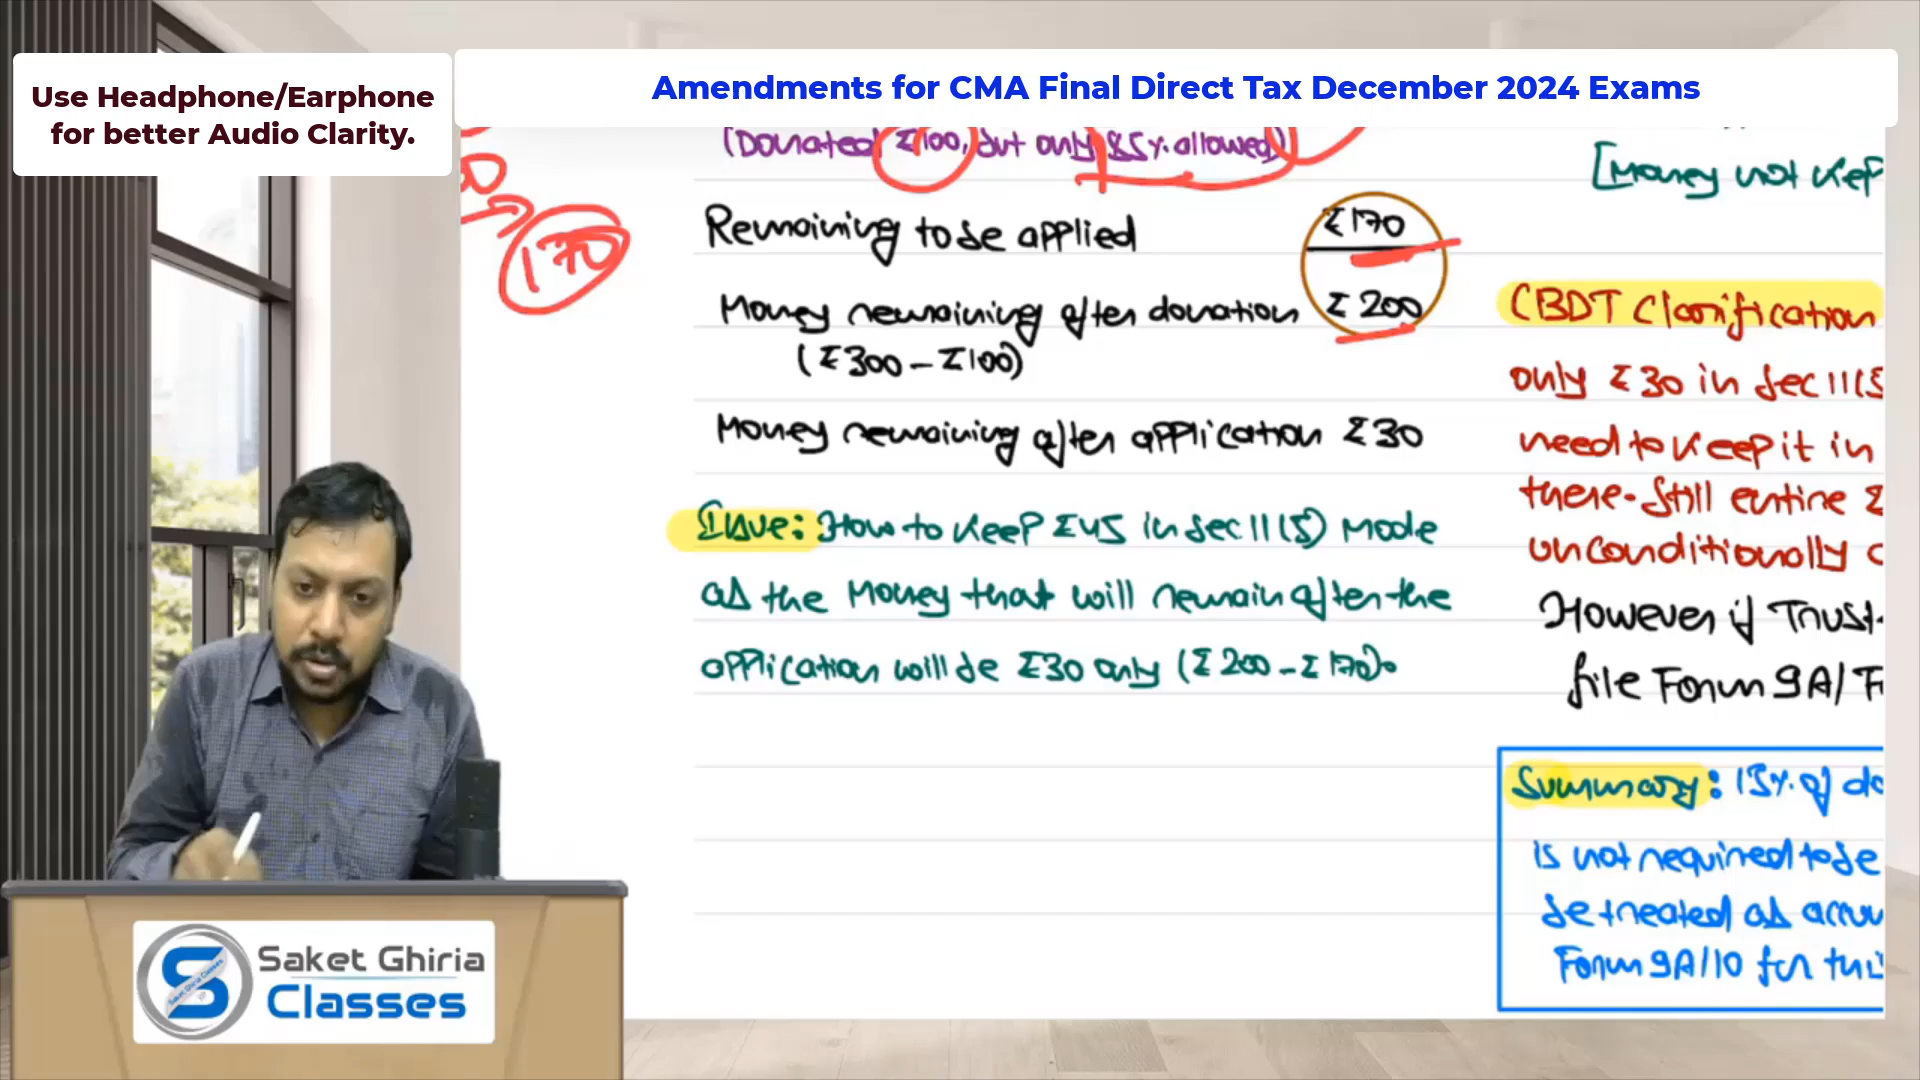 Use Headphone/Earphone
for better Audio Clarity.
Amendments for CMA Final Direct Tax December 2024 Exams
(Donated ₹100, but only 85% allowed)
170
Remaining to be applied ₹170
Money remaining after donation ₹200
(₹300 - ₹100)
Money remaining after application ₹30
Issue: How to keep ₹45 in Sec 11(5) Mode
as the Money that will remain after the
application will be ₹30 only (₹200 - ₹170).
[Money not keep
CBDT Clarification
only ₹30 in Sec 11(5
need to keep it in
there. Still entire ₹
unconditionally
However if Trust
file Form 9A/
Summary: 15% of do
is not required to be
be treated as accu
Form 9A/10 for thi
Saket Ghiria
Classes